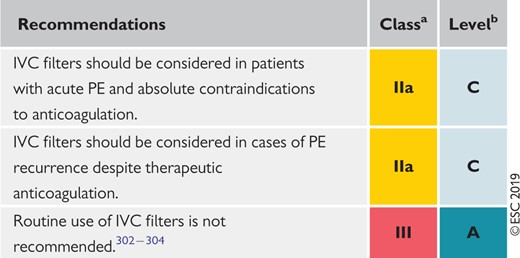 Recommendations Classᵃ Levelᵇ
IVC filters should be considered in patients
with acute PE and absolute contraindications
to anticoagulation.
IIa C
IVC filters should be considered in cases of PE
recurrence despite therapeutic
anticoagulation.
IIa C
Routine use of IVC filters is not
recommended.³⁰²⁻³⁰⁴
III A
©ESC 2019